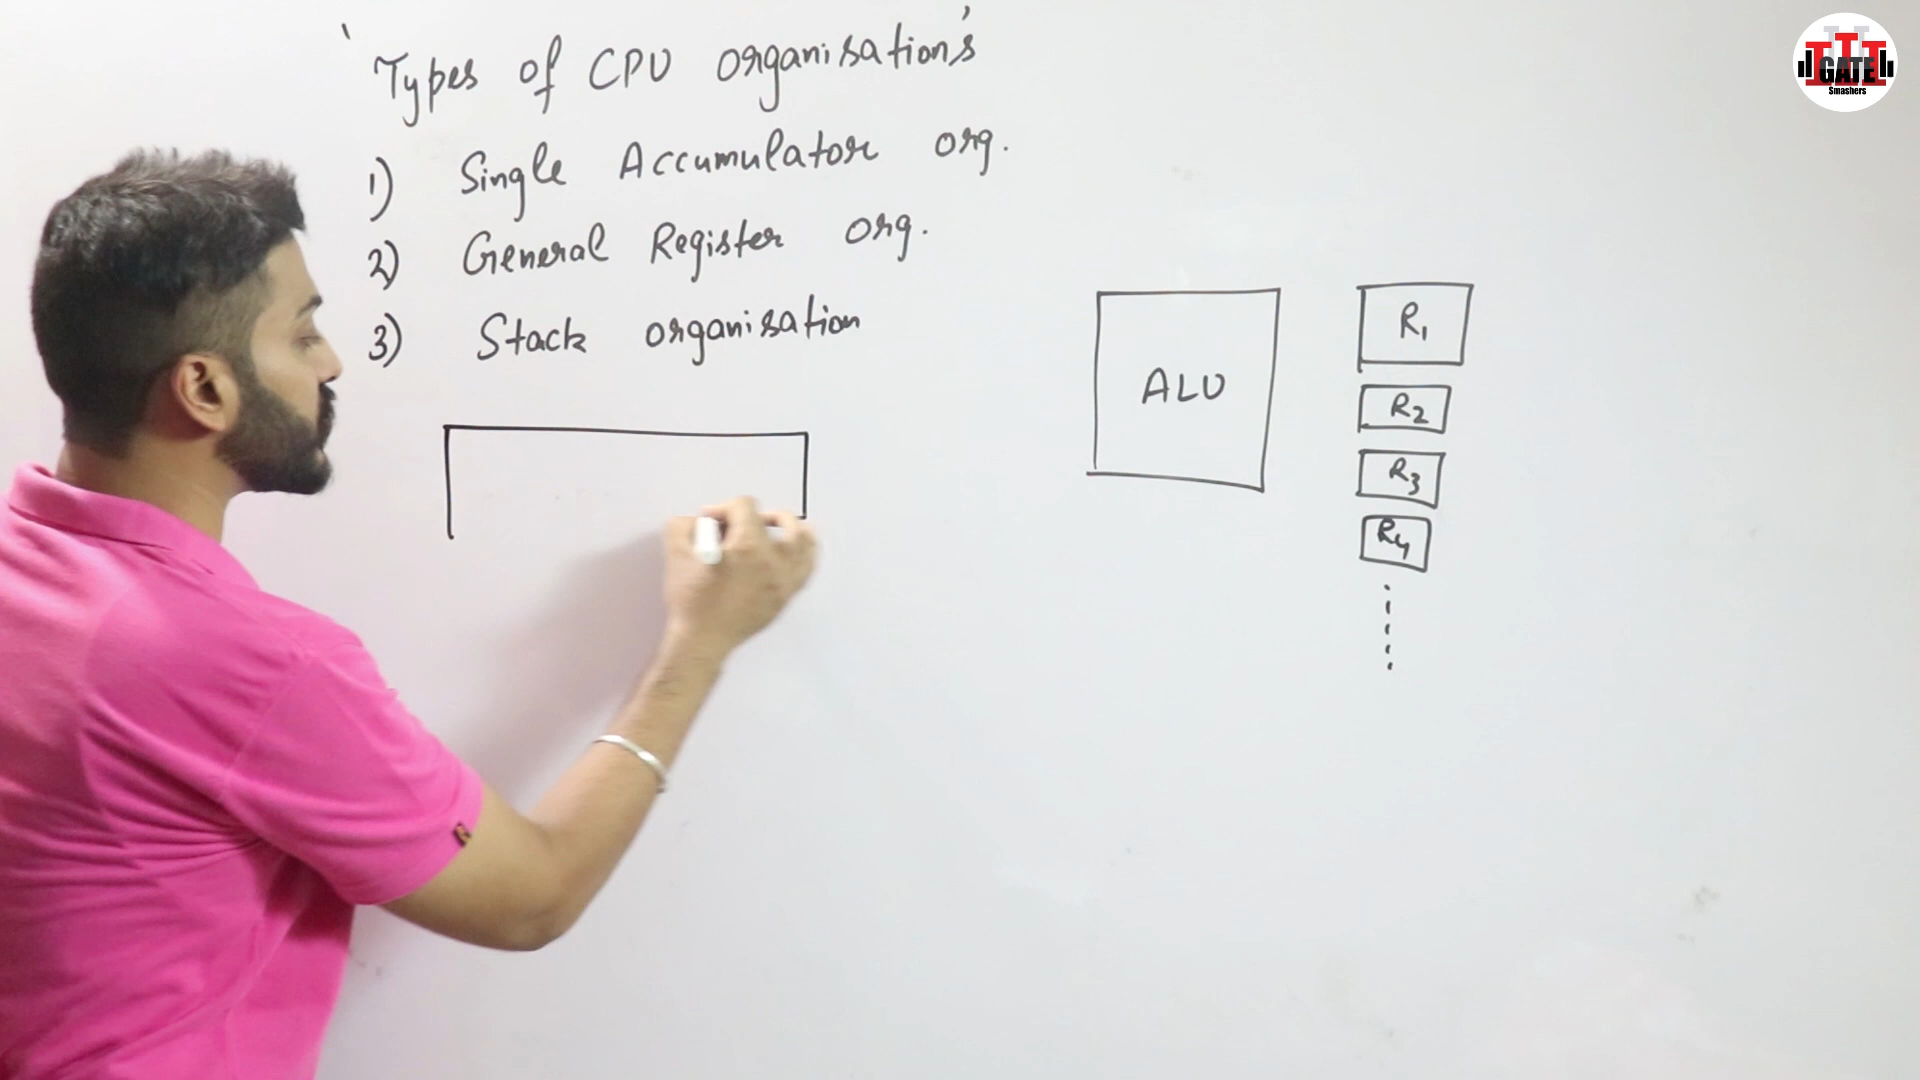 'Types of CPU organisation's'
1) Single Accumulator org.
2) General Register org.
3) Stack organisation
ALU
R1
R2
R3
R4
GATE
Smashers